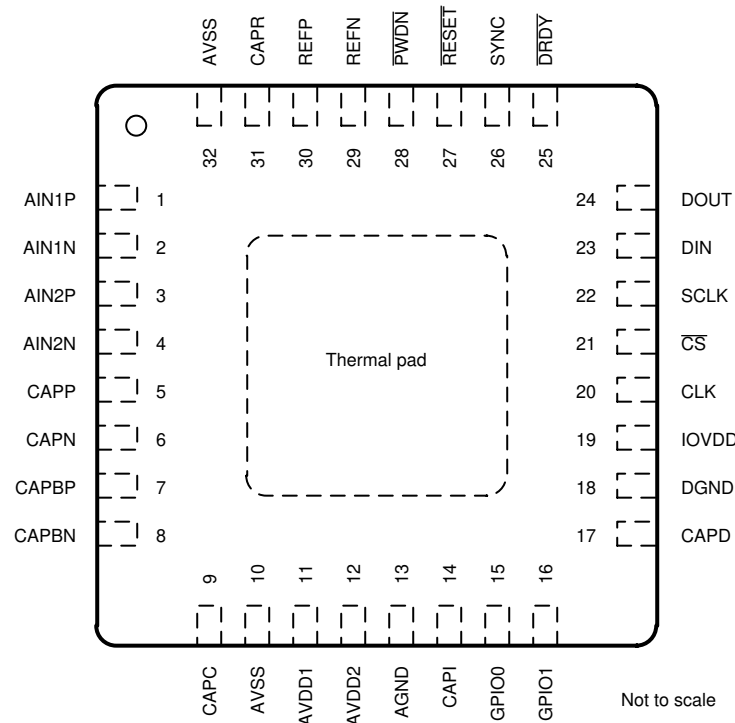 AVSS CAPR REFP REFN PWDN RESET SYNC DRDY
32 31 30 29 28 27 26 25
AIN1P 1 24 DOUT
AIN1N 2 23 DIN
AIN2P 3 22 SCLK
AIN2N 4 21 CS
Thermal pad
CAPP 5 20 CLK
CAPN 6 19 IOVDD
CAPBP 7 18 DGND
CAPBN 8 17 CAPD
9 10 11 12 13 14 15 16
CAPC AVSS AVDD1 AVDD2 AGND CAPI GPIO0 GPIO1
Not to scale